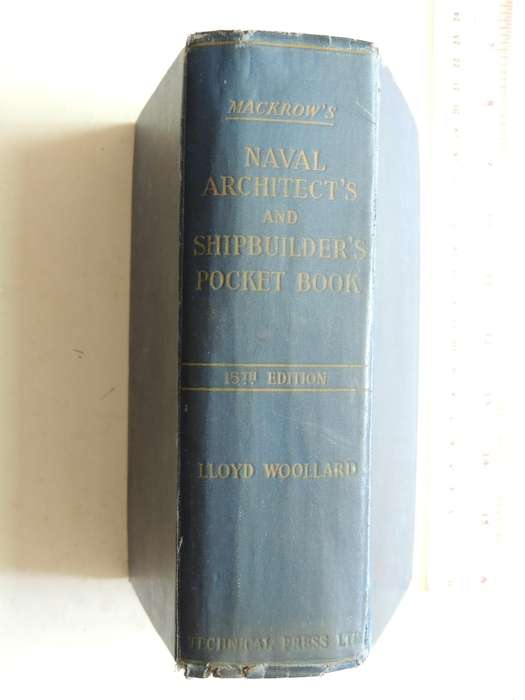 MACKROW'S
NAVAL
ARCHITECT'S
AND
SHIPBUILDER'S
POCKET BOOK
15TH EDITION
LLOYD WOOLLARD
TECHNICAL PRESS LTD